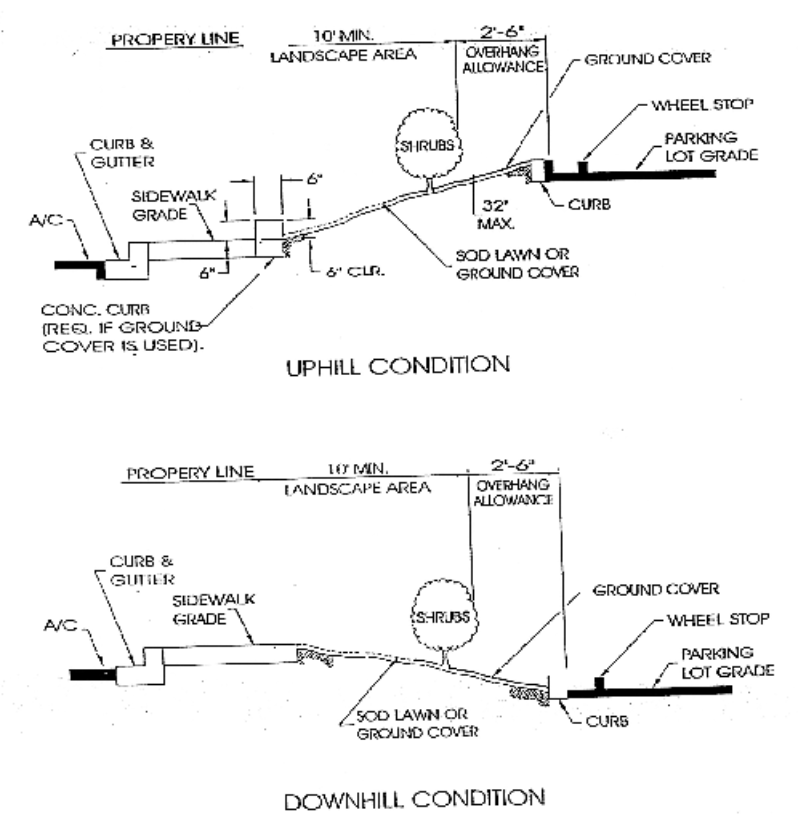 PROPERY LINE
10' MIN.
LANDSCAPE AREA
2'-6"
OVERHANG
ALLOWANCE
GROUND COVER
WHEEL STOP
PARKING
LOT GRADE
CURB &
GUTTER
SHRUBS
6"
SIDEWALK
GRADE
32"
MAX.
CURB
A/C
SOD LAWN OR
GROUND COVER
6"
6" CLR.
CONC. CURB
(REQ. IF GROUND
COVER IS USED).
UPHILL CONDITION
PROPERY LINE
10' MIN.
LANDSCAPE AREA
2'-6"
OVERHANG
ALLOWANCE
CURB &
GUTTER
SIDEWALK
GRADE
SHRUBS
GROUND COVER
A/C
WHEEL STOP
PARKING
LOT GRADE
SOD LAWN OR
GROUND COVER
CURB
DOWNHILL CONDITION